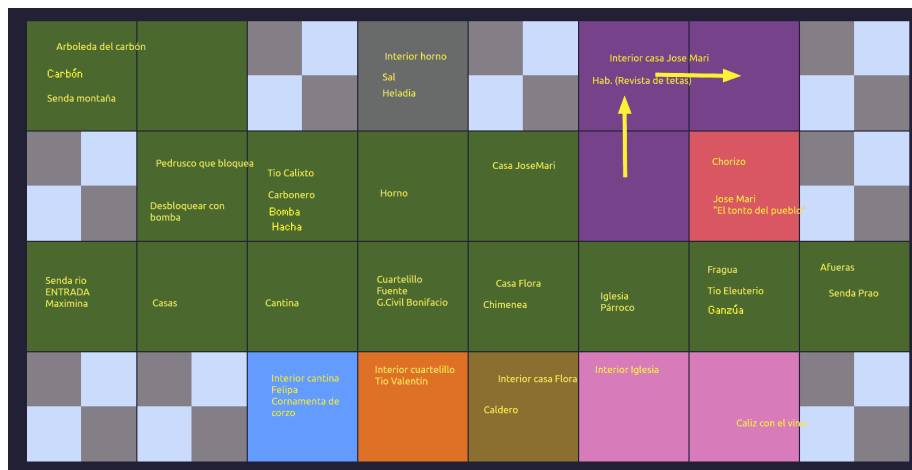 Arboleda del carbón
Carbón
Senda montaña
Interior horno
Sal
Heladia
Interior casa Jose Mari
Hab. (Revista de tetas)
Pedrusco que bloquea
Desbloquear con
bomba
Tio Calixto
Carbonero
Bomba
Hacha
Horno
Casa JoseMari
Chorizo
Jose Mari
"El tonto del pueblo"
Senda rio
ENTRADA
Maximina
Casas
Cantina
Cuartelillo
Fuente
G.Civil Bonifacio
Casa Flora
Chimenea
Iglesia
Párroco
Fragua
Tio Eleuterio
Ganzúa
Afueras
Senda Prao
Interior cantina
Felipa
Cornamenta de
corzo
Interior cuartelillo
Tio Valentín
Interior casa Flora
Caldero
Interior Iglesia
Caliz con el vino